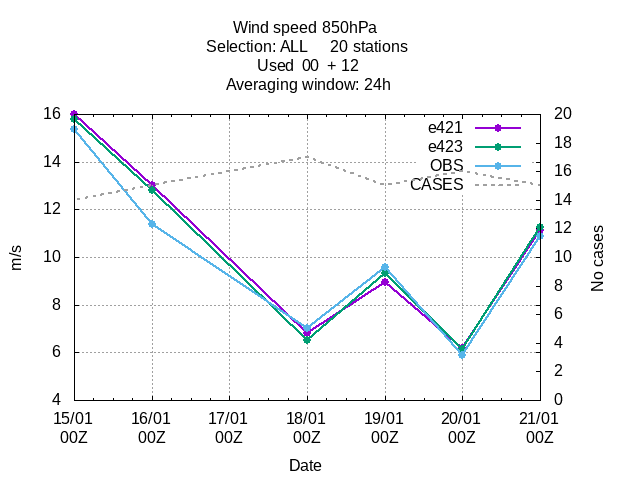 Wind speed 850hPa
Selection: ALL     20 stations
Used  00  + 12
Averaging window: 24h
16
14
12
10
8
6
4
m/s
20
18
16
14
12
10
8
6
4
2
0
No cases
e421
e423
OBS
CASES
15/01 16/01 17/01 18/01 19/01 20/01 21/01
00Z 00Z 00Z 00Z 00Z 00Z 00Z
Date